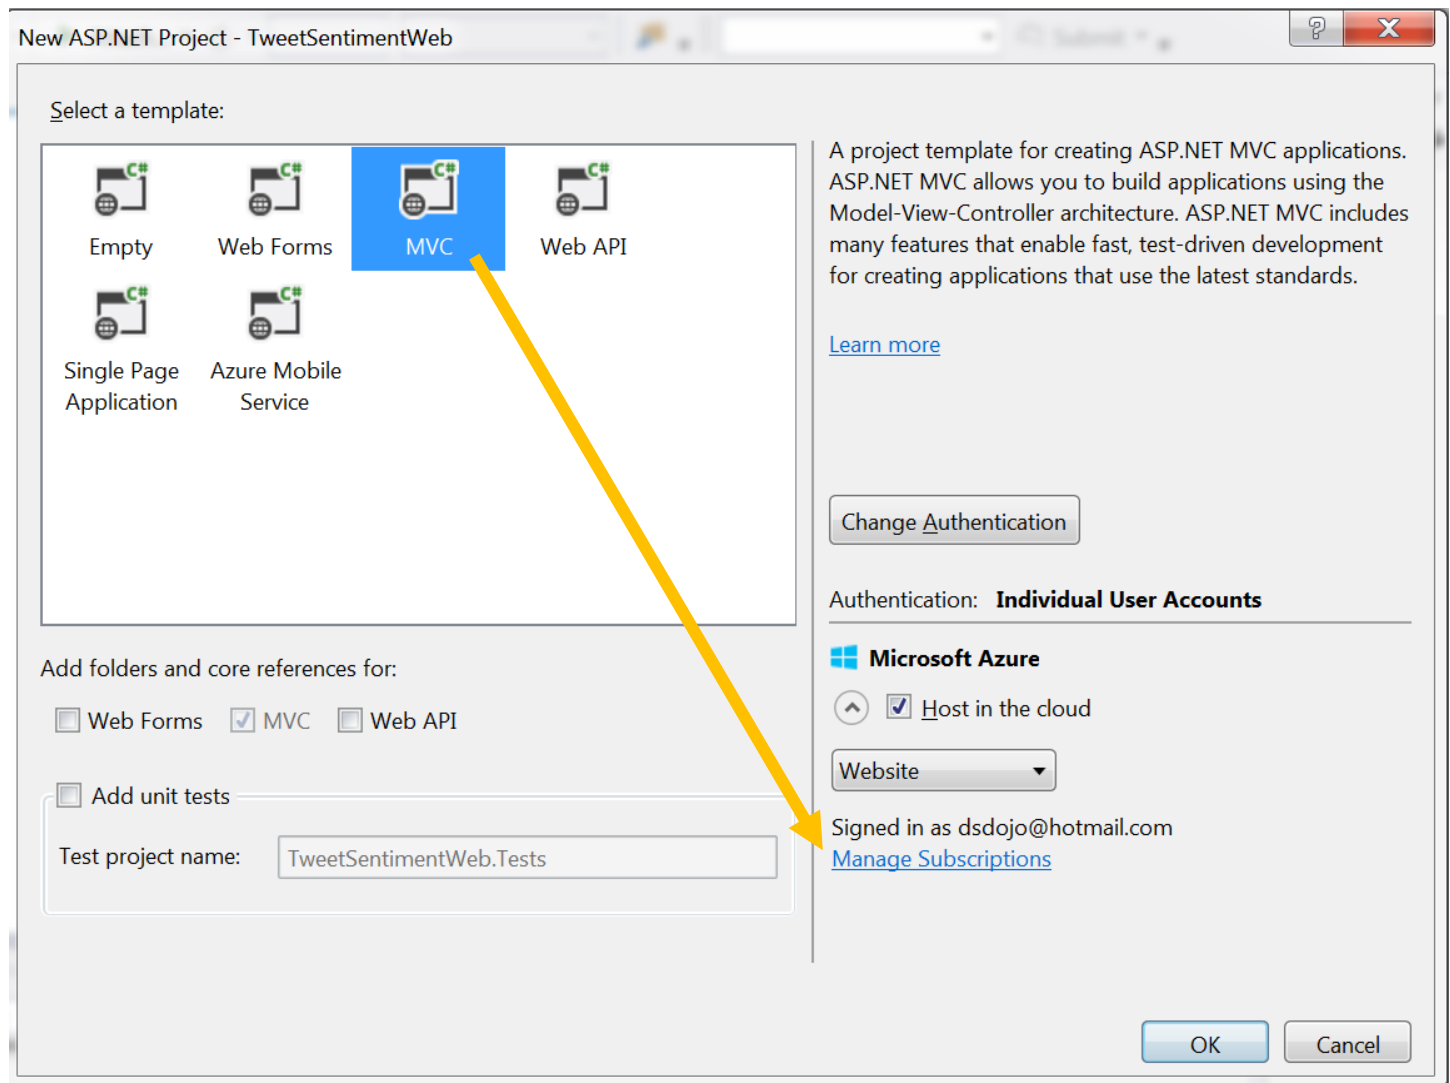 New ASP.NET Project - TweetSentimentWeb
Submit
Select a template:
C# C# C# C#
Empty Web Forms MVC Web API
C# C#
Single Page Application
Azure Mobile Service
Add folders and core references for:
Web Forms MVC Web API
Add unit tests
Test project name: TweetSentimentWeb.Tests
A project template for creating ASP.NET MVC applications.
ASP.NET MVC allows you to build applications using the
Model-View-Controller architecture. ASP.NET MVC includes
many features that enable fast, test-driven development
for creating applications that use the latest standards.
Learn more
Change Authentication
Authentication: Individual User Accounts
Microsoft Azure
Host in the cloud
Website
Signed in as dsdojo@hotmail.com
Manage Subscriptions
OK Cancel